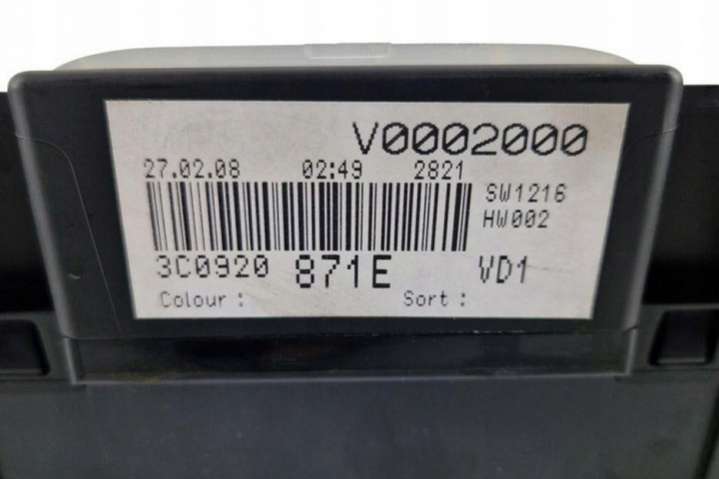 V0002000
27.02.08 02:49 2821
SW1216
HW002
3C0920 871E VD1
Colour : Sort :